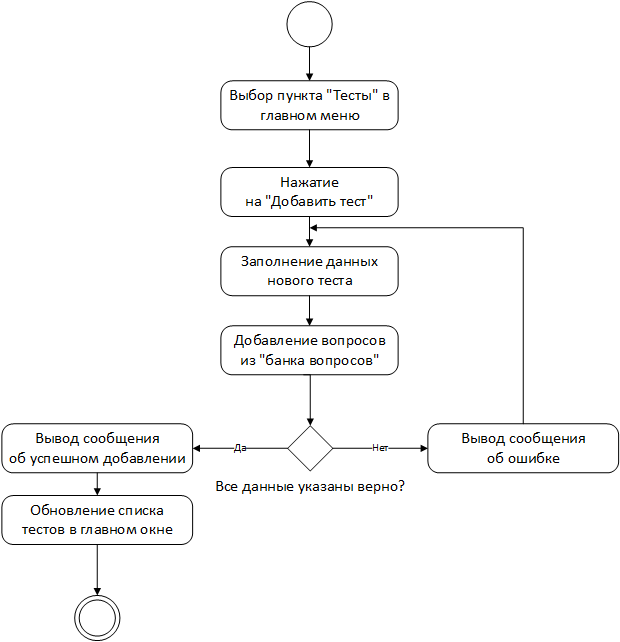 Выбор пункта "Тесты" в
главном меню
Нажатие
на "Добавить тест"
Заполнение данных
нового теста
Добавление вопросов
из "банка вопросов"
Вывод сообщения
об успешном добавлении
Да
Нет
Вывод сообщения
об ошибке
Все данные указаны верно?
Обновление списка
тестов в главном окне